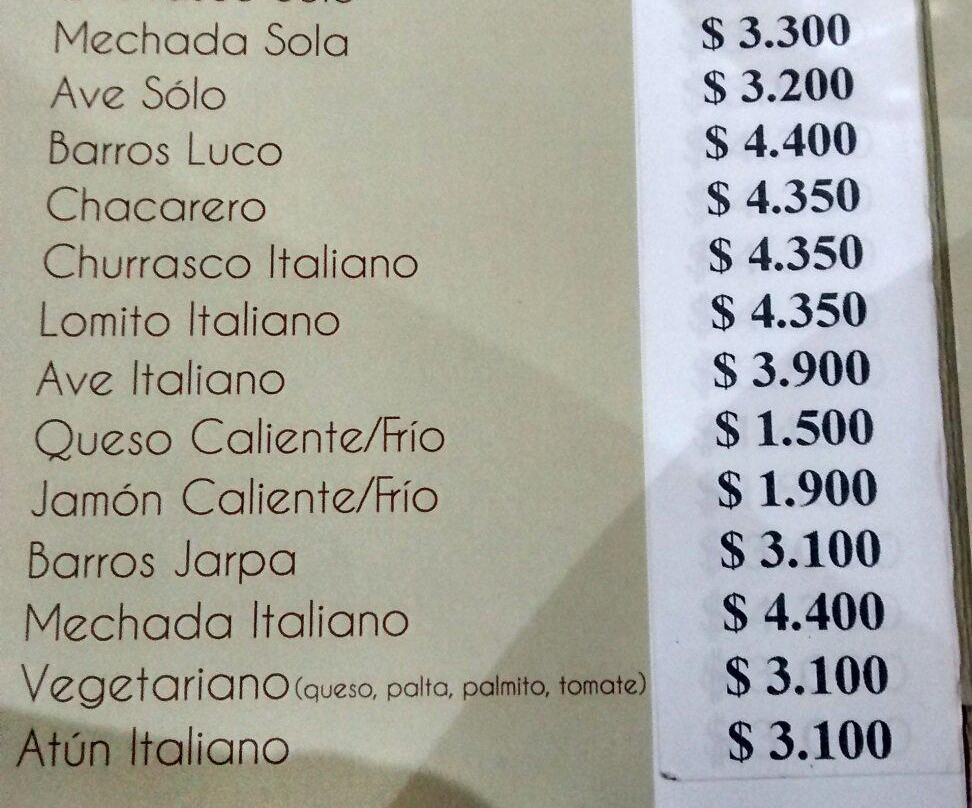 Mechada Sola $ 3.300
Ave Sólo $ 3.200
Barros Luco $ 4.400
Chacarero $ 4.350
Churrasco Italiano $ 4.350
Lomito Italiano $ 4.350
Ave Italiano $ 3.900
Queso Caliente/Frío $ 1.500
Jamón Caliente/Frío $ 1.900
Barros Jarpa $ 3.100
Mechada Italiano $ 4.400
Vegetariano (queso, palta, palmito, tomate) $ 3.100
Atún Italiano $ 3.100